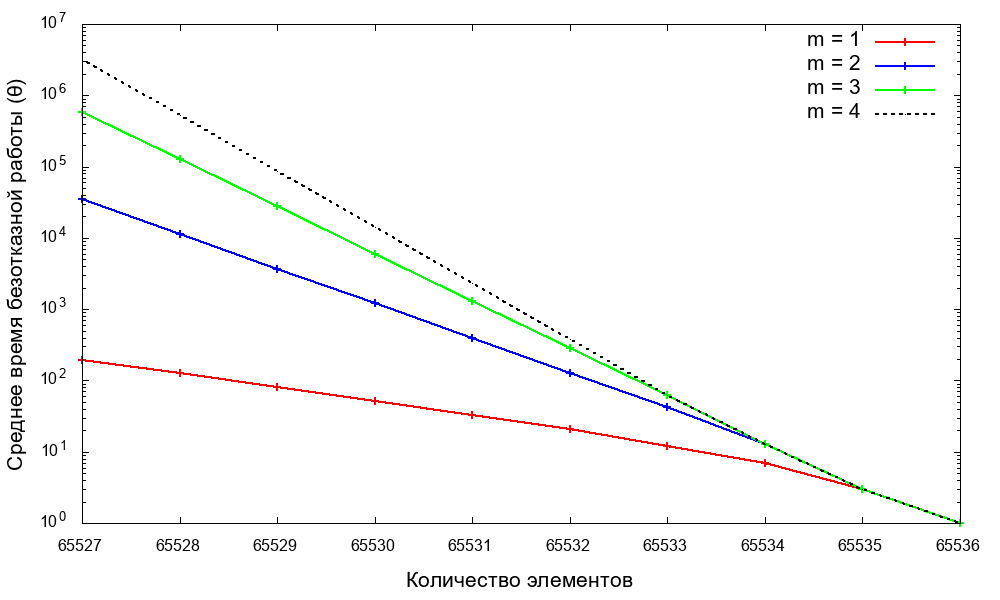 10^7
10^6
10^5
10^4
10^3
10^2
10^1
10^0
Среднее время безотказной работы (θ)
m = 1
m = 2
m = 3
m = 4
65527 65528 65529 65530 65531 65532 65533 65534 65535 65536
Количество элементов